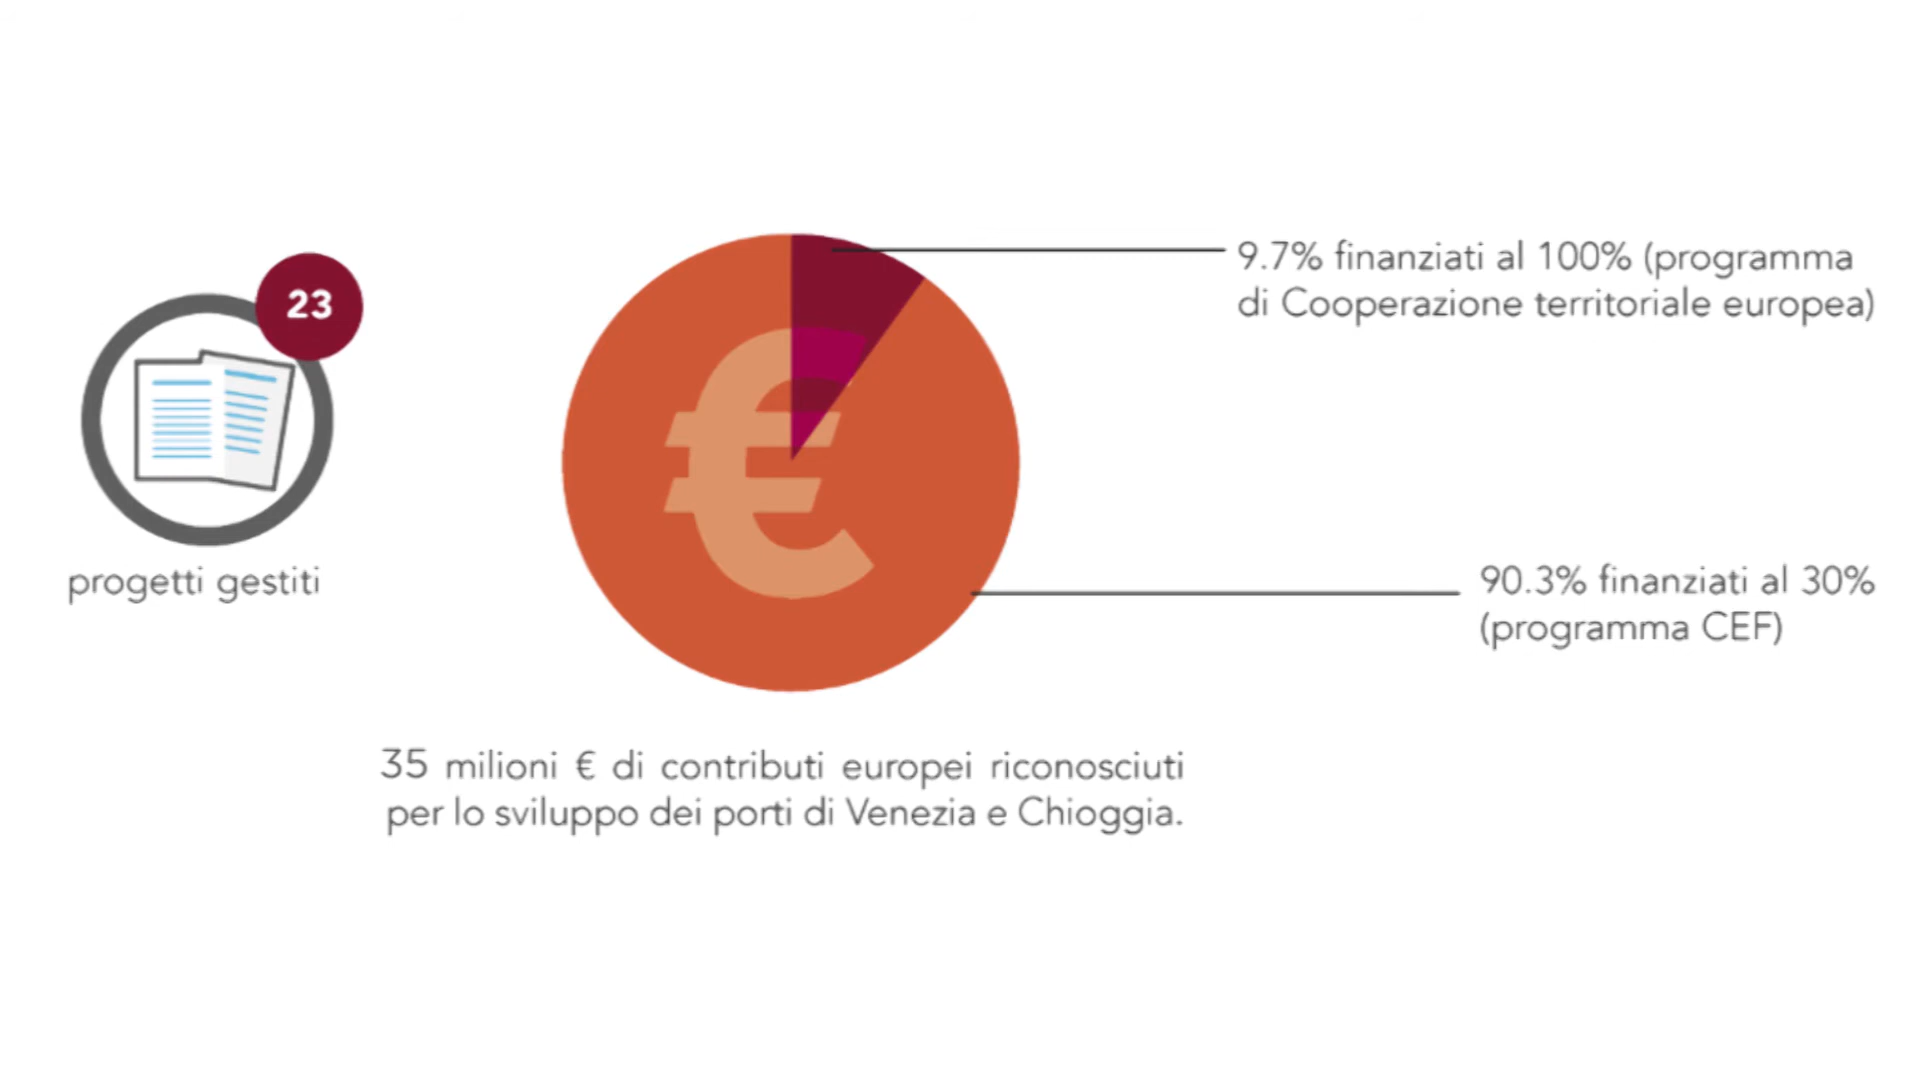 23
progetti gestiti
€
9.7% finanziati al 100% (programma
di Cooperazione territoriale europea)
90.3% finanziati al 30%
(programma CEF)
35 milioni € di contributi europei riconosciuti
per lo sviluppo dei porti di Venezia e Chioggia.